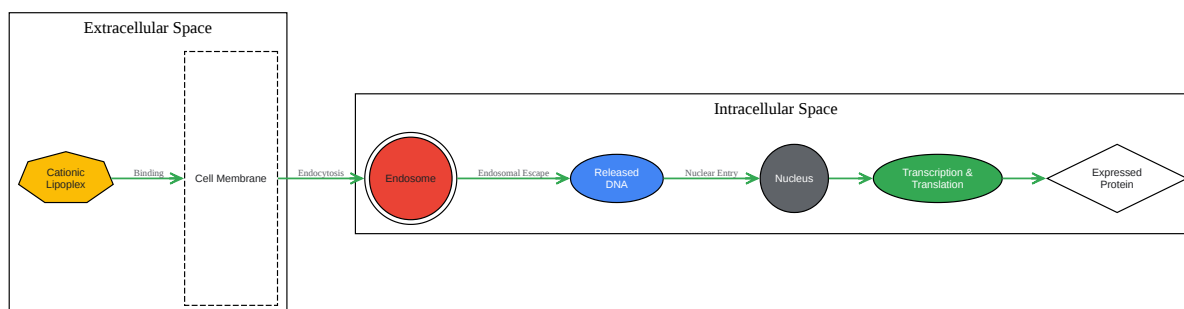 Extracellular Space
Intracellular Space
Cationic
Lipoplex
Binding
Cell Membrane
Endocytosis
Endosome
Endosomal Escape
Released
DNA
Nuclear Entry
Nucleus
Transcription &
Translation
Expressed
Protein